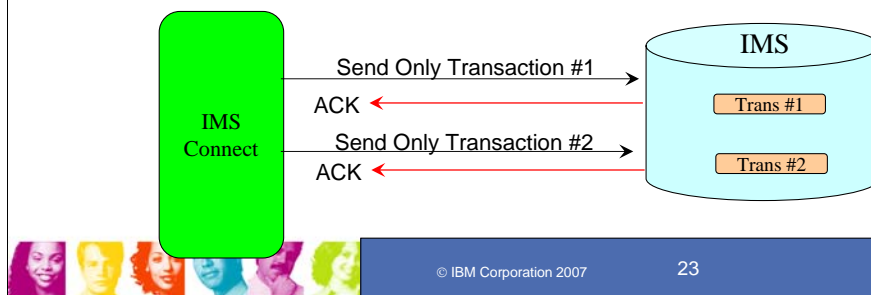 IMS
Send Only Transaction #1
ACK
Trans #1
IMS
Connect
Send Only Transaction #2
ACK
Trans #2
© IBM Corporation 2007
23